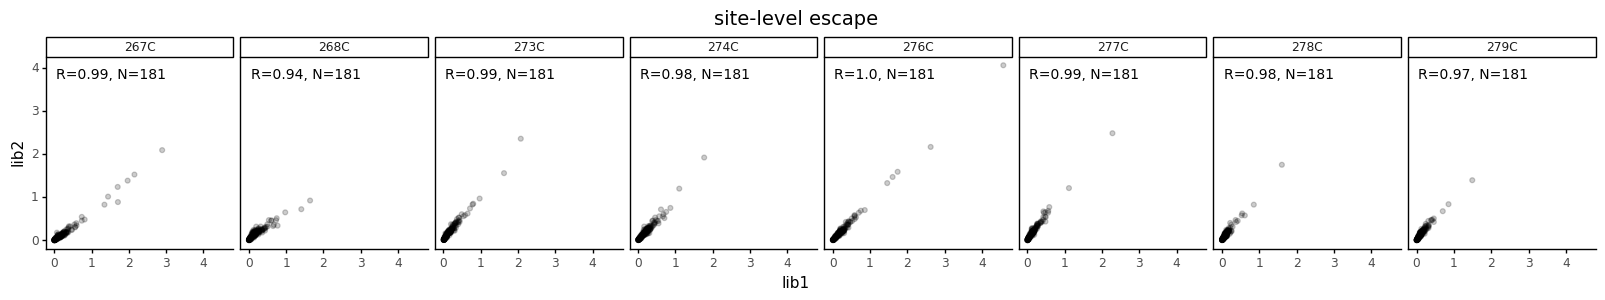 site-level escape
267C 268C 273C 274C 276C 277C 278C 279C
R=0.99, N=181 R=0.94, N=181 R=0.99, N=181 R=0.98, N=181 R=1.0, N=181 R=0.99, N=181 R=0.98, N=181 R=0.97, N=181
4
3
2
1
0
lib2
0 1 2 3 4 0 1 2 3 4 0 1 2 3 4 0 1 2 3 4 0 1 2 3 4 0 1 2 3 4 0 1 2 3 4 0 1 2 3 4
lib1